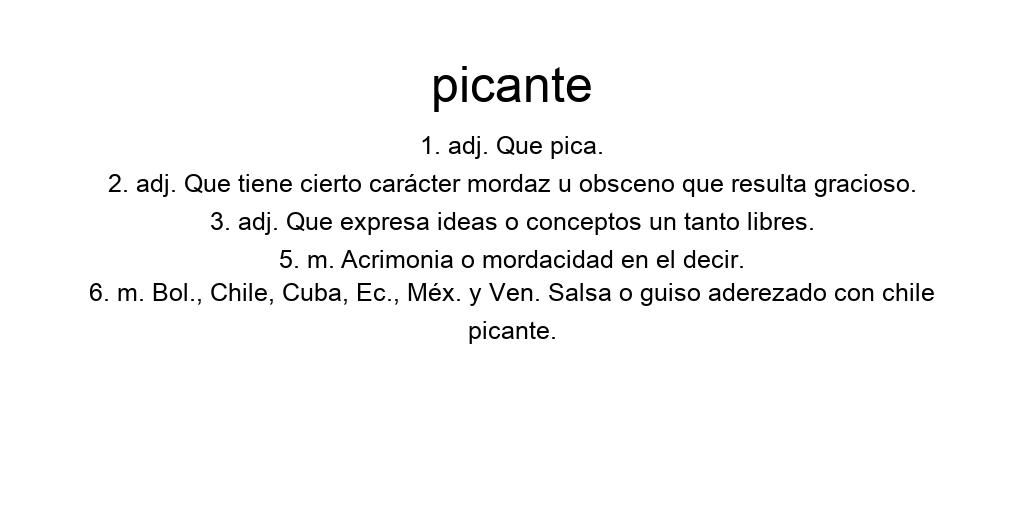 picante
1. adj. Que pica.
2. adj. Que tiene cierto carácter mordaz u obsceno que resulta gracioso.
3. adj. Que expresa ideas o conceptos un tanto libres.
5. m. Acrimonia o mordacidad en el decir.
6. m. Bol., Chile, Cuba, Ec., Méx. y Ven. Salsa o guiso aderezado con chile
picante.